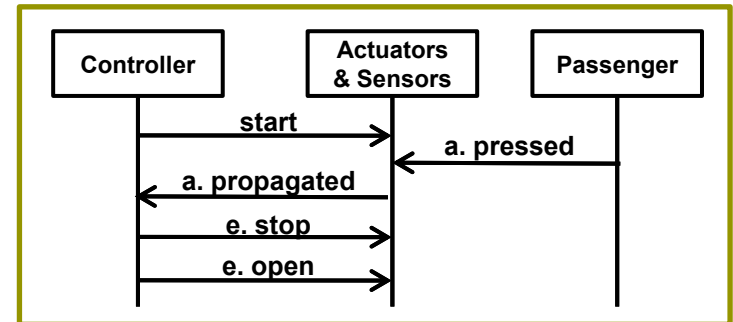 Controller
Actuators
& Sensors
Passenger
start
a. pressed
a. propagated
e. stop
e. open